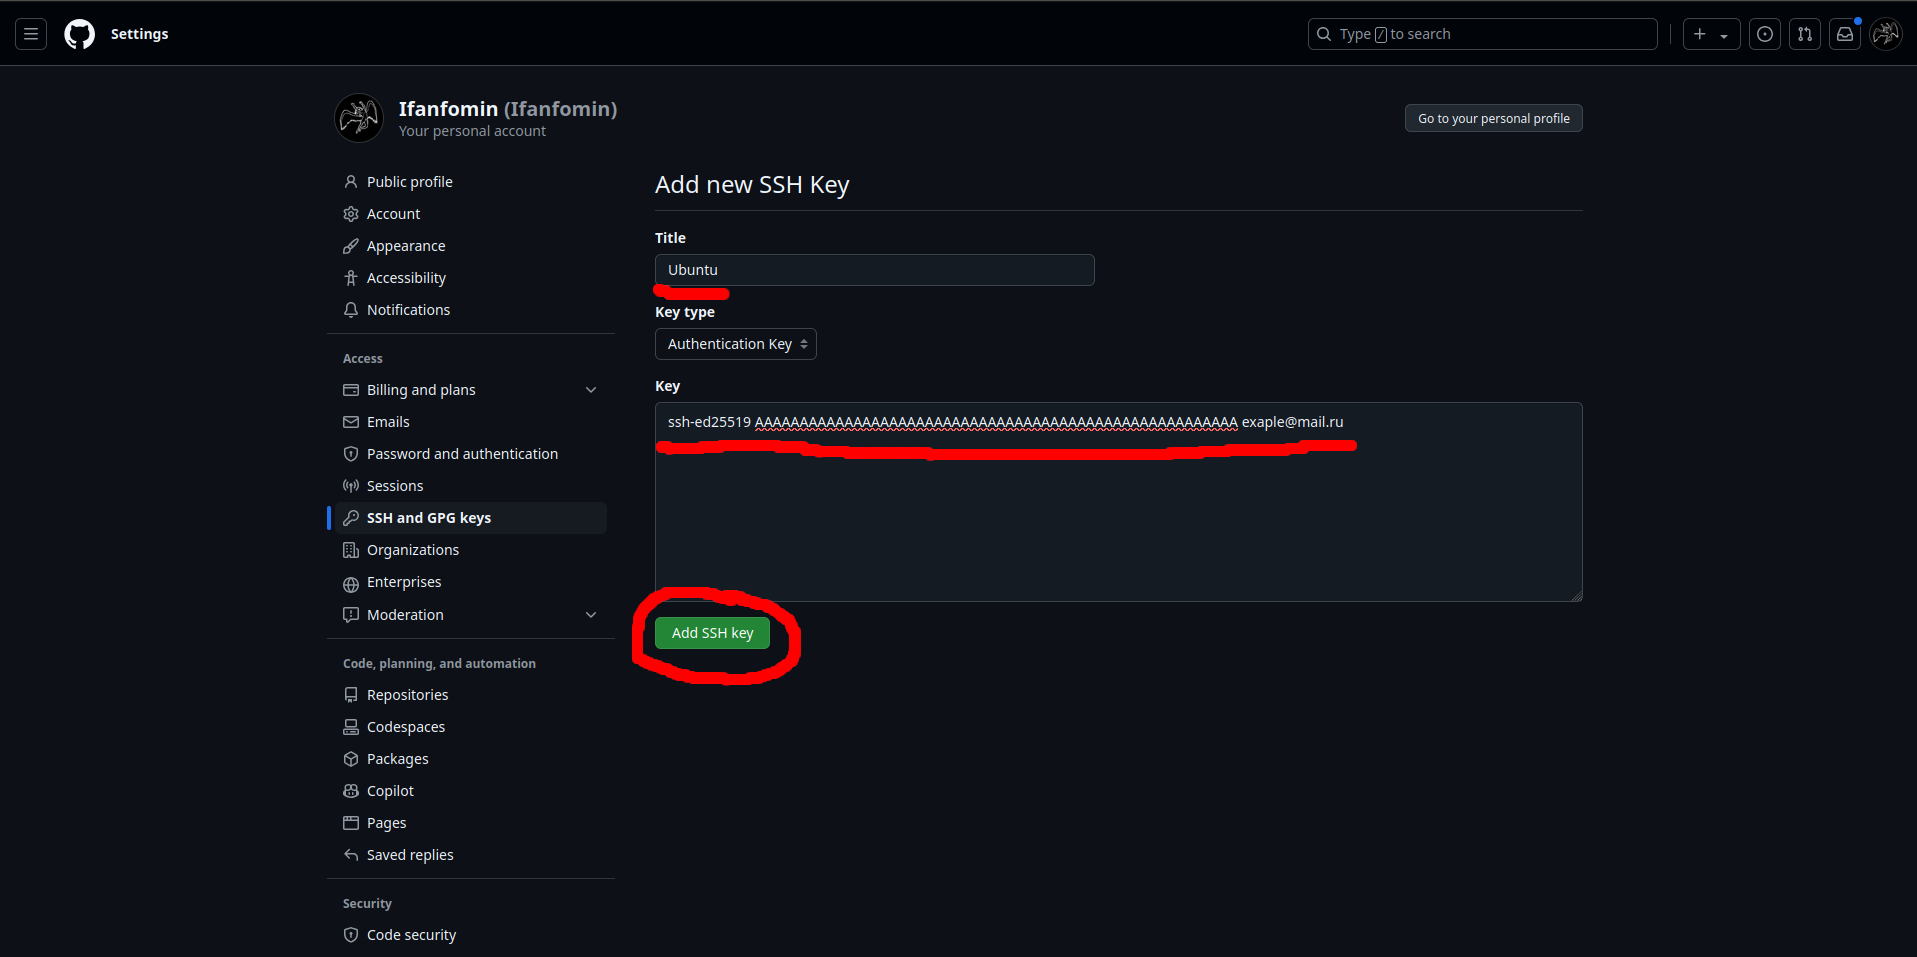 Settings
Type / to search
Ifanfomin (Ifanfomin)
Your personal account
Go to your personal profile
Public profile
Account
Appearance
Accessibility
Notifications
Access
Billing and plans
Emails
Password and authentication
Sessions
SSH and GPG keys
Organizations
Enterprises
Moderation
Code, planning, and automation
Repositories
Codespaces
Packages
Copilot
Pages
Saved replies
Security
Code security
Add new SSH Key
Title
Ubuntu
Key type
Authentication Key
Key
ssh-ed25519 AAAAAAAAAAAAAAAAAAAAAAAAAAAAAAAAAAAAAAAAAAAAAAAAAAAAAA exaple@mail.ru
Add SSH key